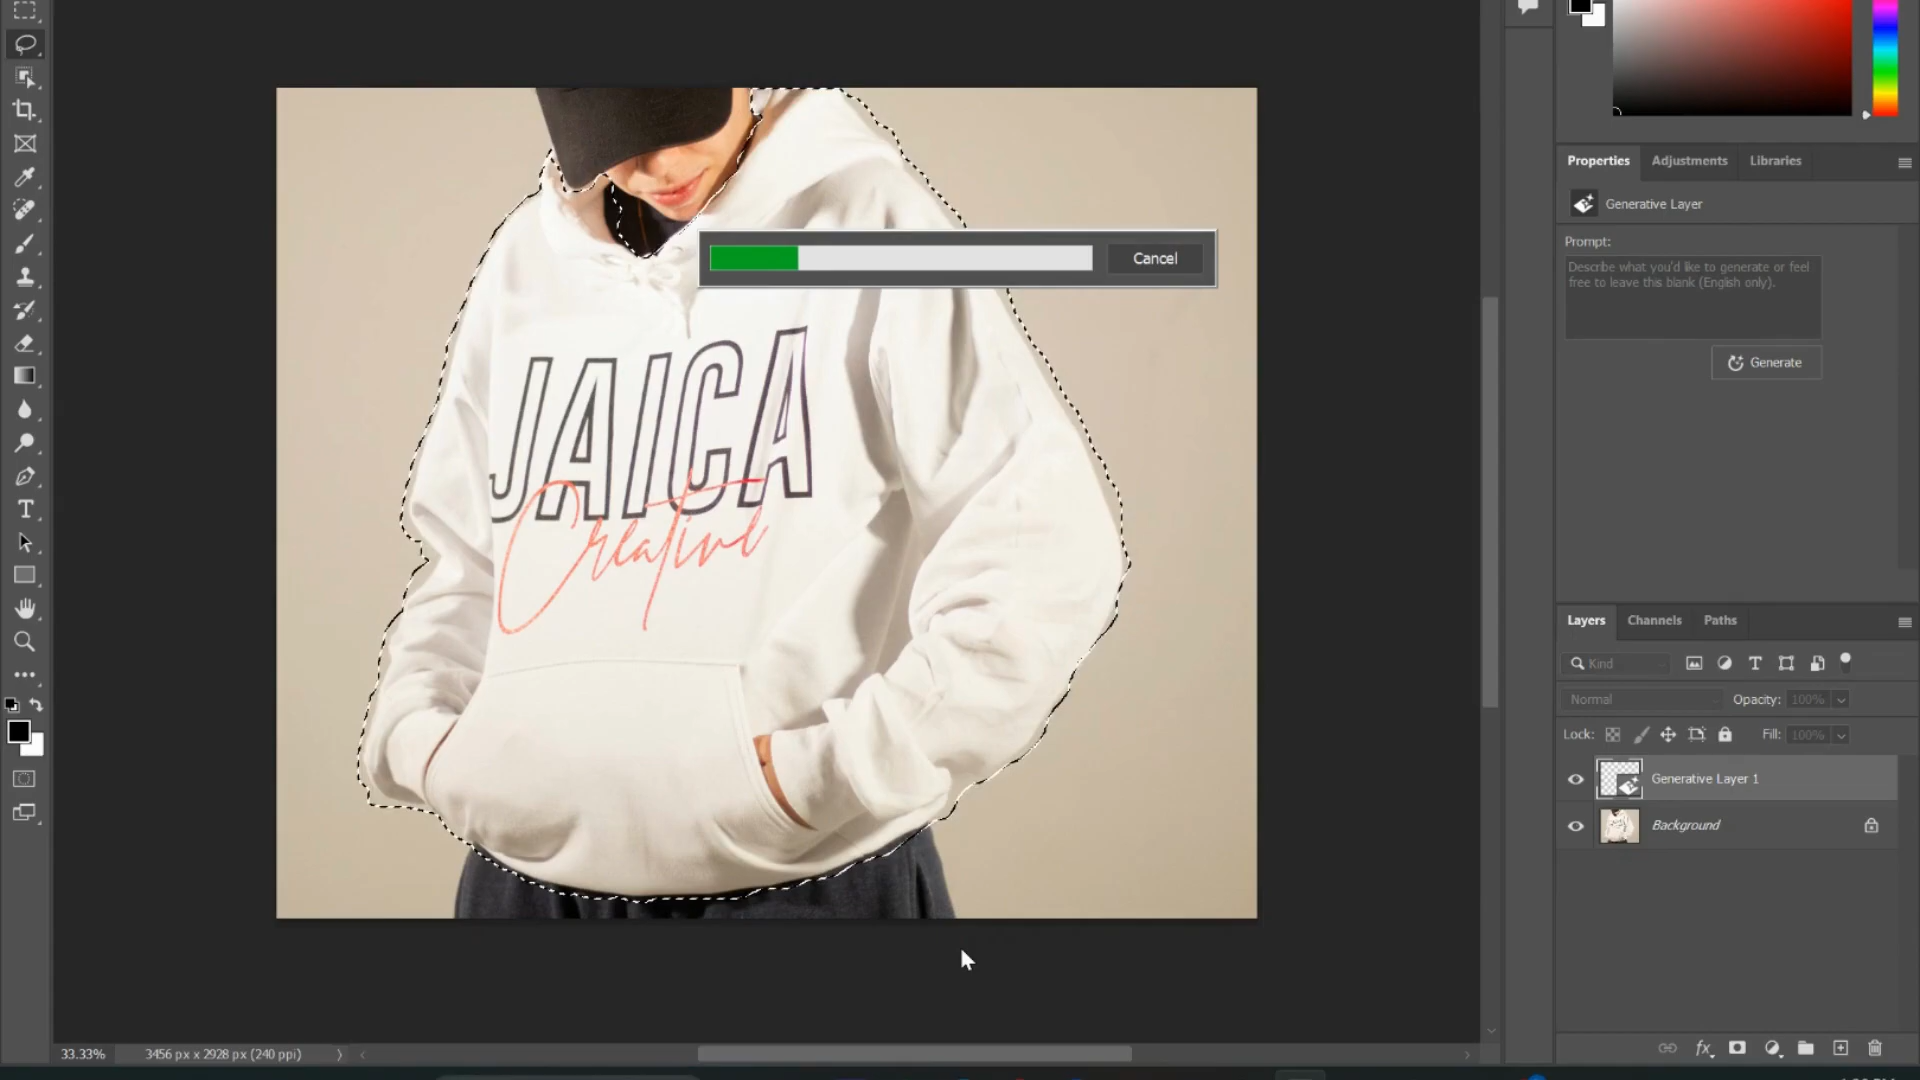 Properties
Adjustments
Libraries
Generative Layer
Prompt:
Describe what you'd like to generate or feel
free to leave this blank (English only).
Generate
Cancel
JAICA
Creative
Layers
Channels
Paths
Kind
Normal
Opacity: 100%
Lock:
Fill: 100%
Generative Layer 1
Background
33.33%
3456 px x 2928 px (240 ppi)